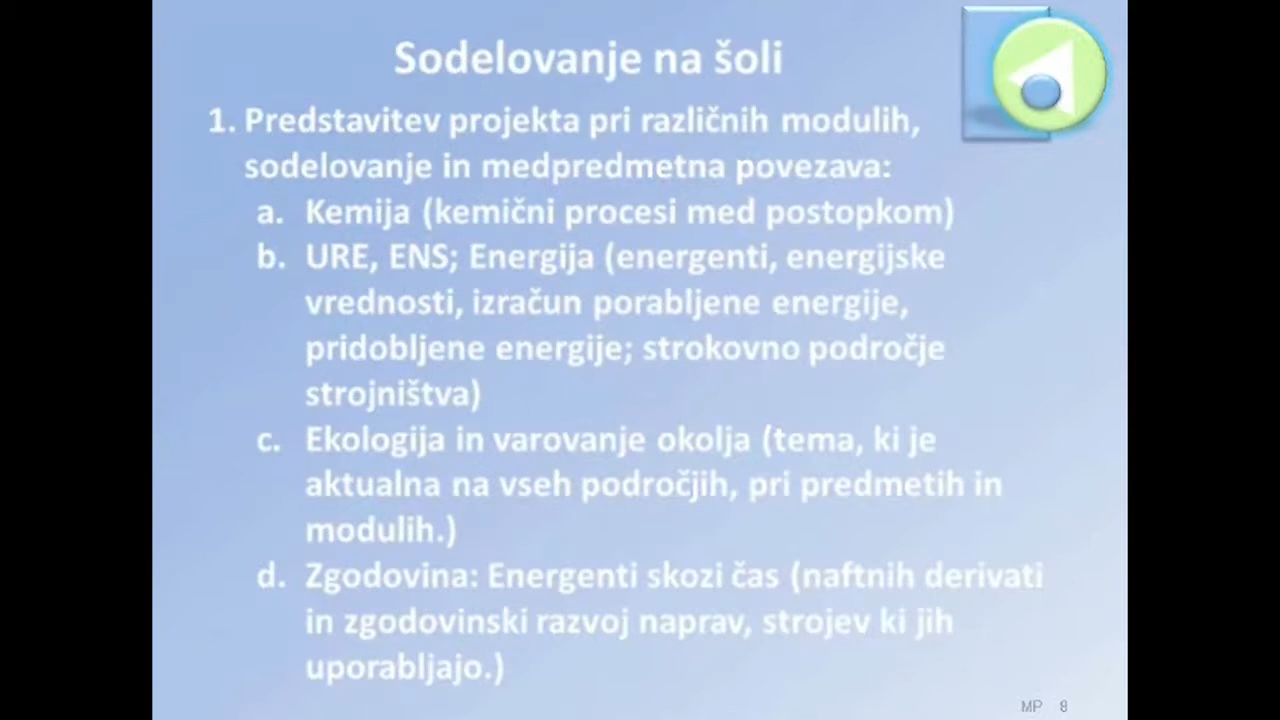 Sodelovanje na šoli
1. Predstavitev projekta pri različnih modulih,
sodelovanje in medpredmetna povezava:
a. Kemija (kemični procesi med postopkom)
b. URE, ENS; Energija (energenti, energijske
vrednosti, izračun porabljene energije,
pridobljene energije; strokovno področje
strojništva)
c. Ekologija in varovanje okolja (tema, ki je
aktualna na vseh področjih, pri predmetih in
modulih.)
d. Zgodovina: Energenti skozi čas (naftnih derivati
in zgodovinski razvoj naprav, strojev ki jih
uporabljajo.)
MP 8